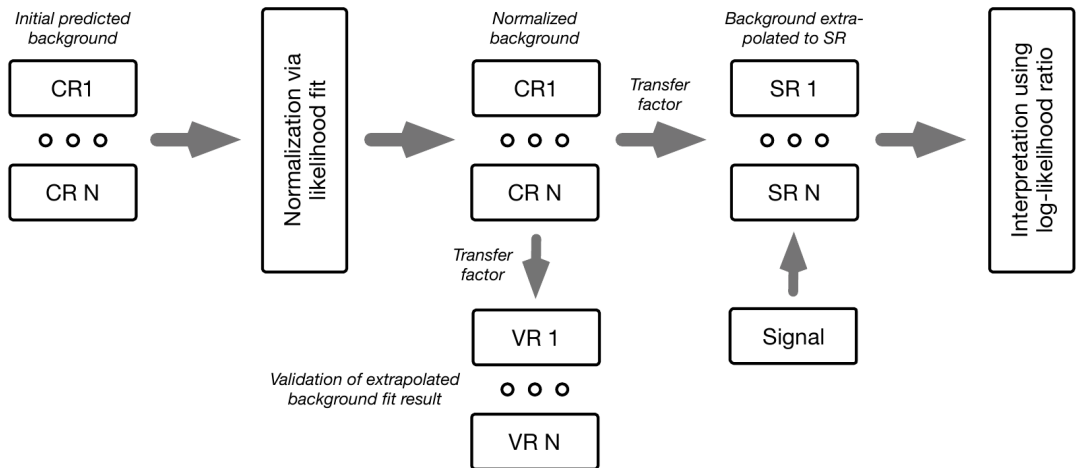 Initial predicted
background
CR1
CR N
Normalization via
likelihood fit
Normalized
background
CR1
CR N
Transfer
factor
Transfer
factor
VR 1
VR N
Validation of extrapolated
background fit result
Background extra-
polated to SR
SR 1
SR N
Signal
Interpretation using
log-likelihood ratio